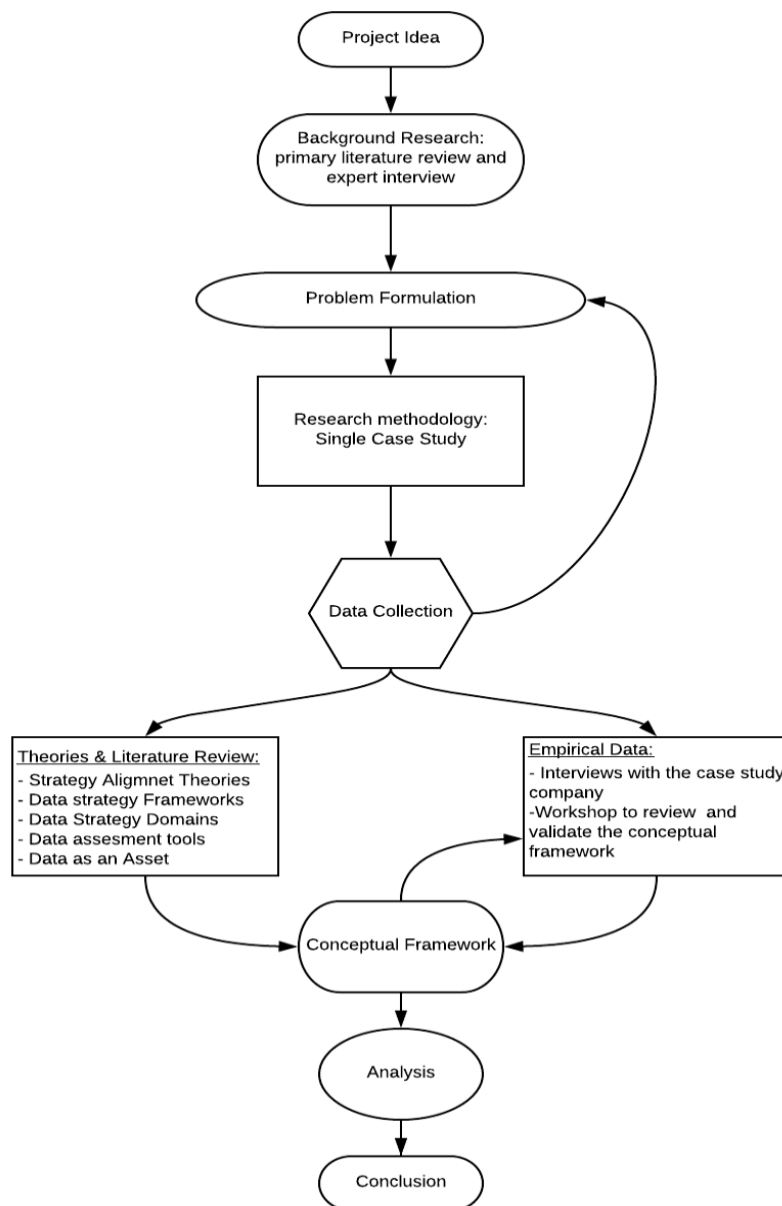 Project Idea
Background Research:
primary literature review and
expert interview
Problem Formulation
Research methodology:
Single Case Study
Data Collection
Theories & Literature Review:
- Strategy Aligmnet Theories
- Data strategy Frameworks
- Data Strategy Domains
- Data assesment tools
- Data as an Asset
Empirical Data:
- Interviews with the case study
company
-Workshop to review and
validate the conceptual
framework
Conceptual Framework
Analysis
Conclusion